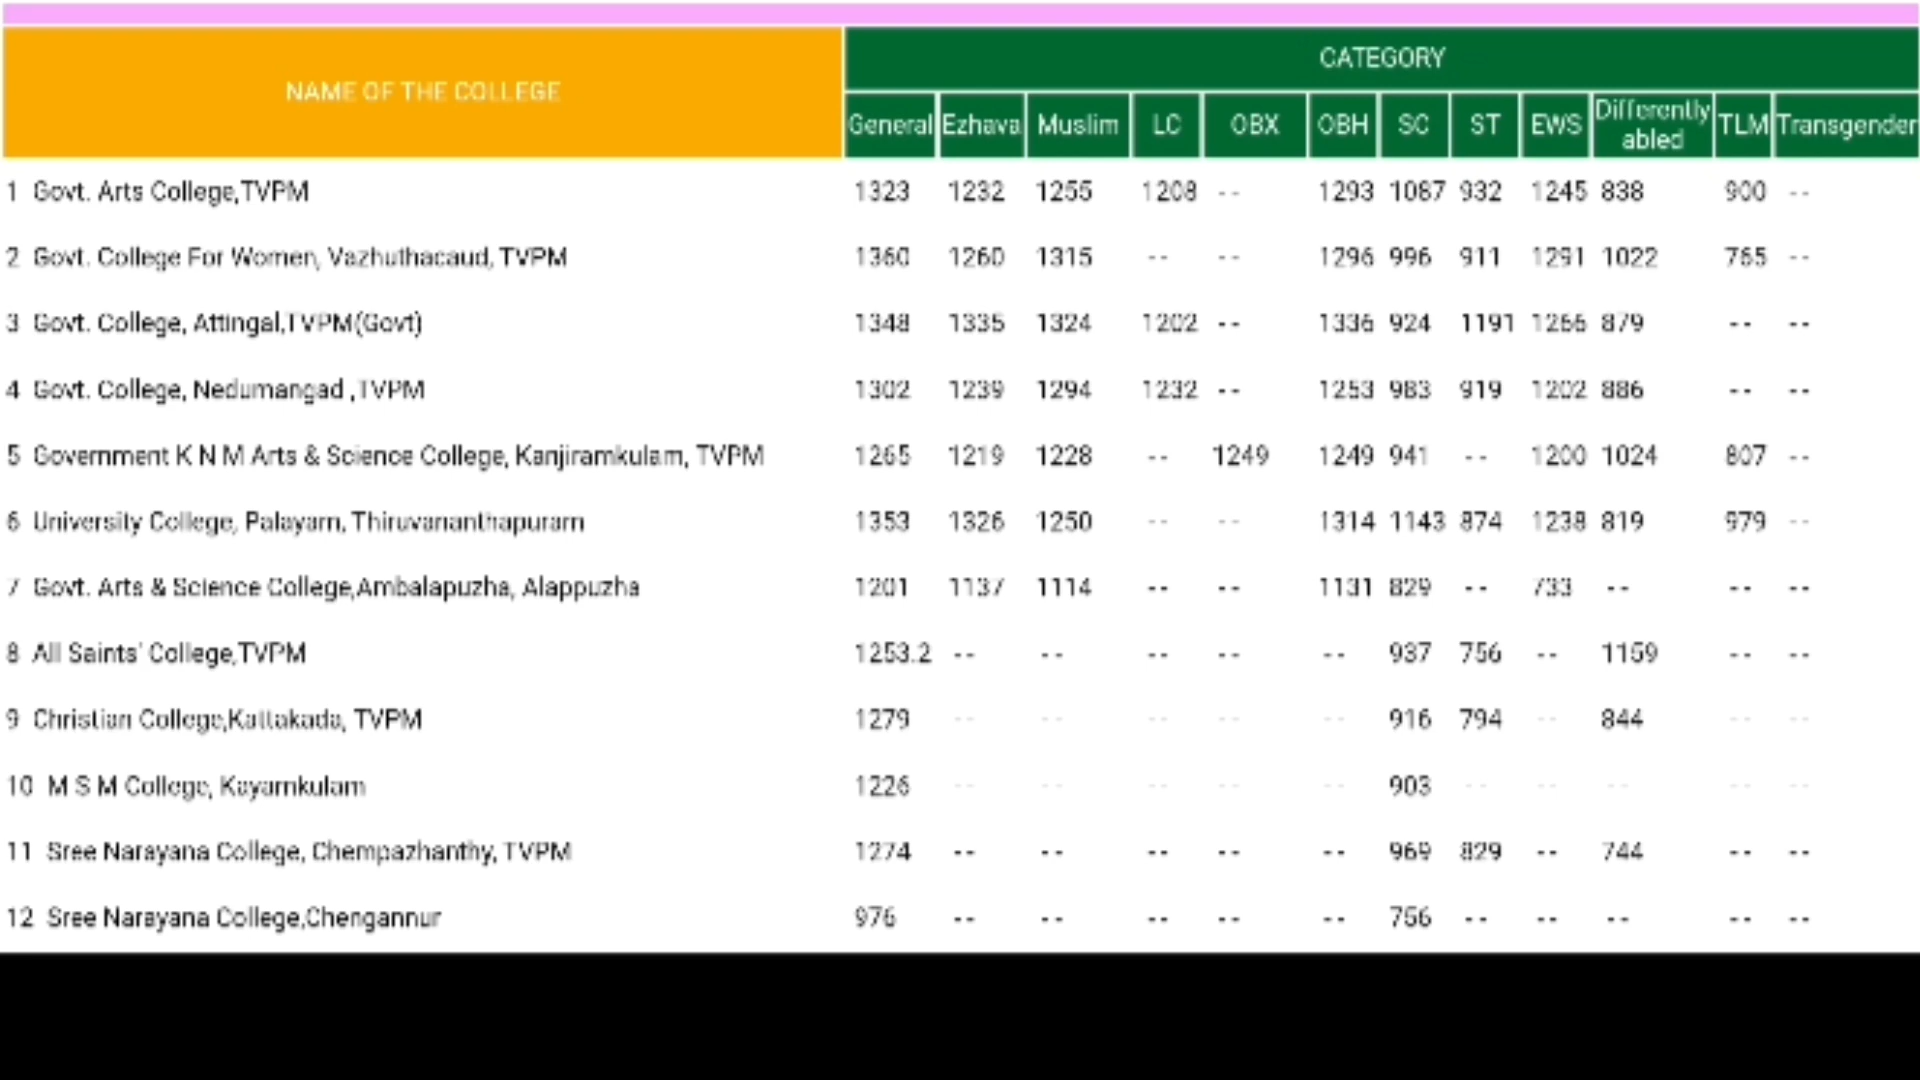 CATEGORY
NAME OF THE COLLEGE
General Ezhava Muslim LC OBX OBH SC ST EWS Differently abled TLM Transgender
1 Govt. Arts College,TVPM 1323 1232 1255 1208 -- 1293 1087 932 1245 838 900 --
2 Govt. College For Women, Vazhuthacaud, TVPM 1360 1260 1315 -- -- 1296 996 911 1291 1022 765 --
3 Govt. College, Attingal,TVPM(Govt) 1348 1335 1324 1202 -- 1336 924 1191 1266 879 -- --
4 Govt. College, Nedumangad ,TVPM 1302 1239 1294 1232 -- 1253 983 919 1202 886 -- --
5 Government K N M Arts & Science College, Kanjiramkulam, TVPM 1265 1219 1228 -- 1249 1249 941 -- 1200 1024 807 --
6 University College, Palayam, Thiruvananthapuram 1353 1326 1250 -- -- 1314 1143 874 1238 819 979 --
7 Govt. Arts & Science College,Ambalapuzha, Alappuzha 1201 1137 1114 -- -- 1131 829 -- 733 -- -- --
8 All Saints' College,TVPM 1253.2 -- -- -- -- -- 937 756 -- 1159 -- --
9 Christian College,Kattakada, TVPM 1279 -- -- -- -- -- 916 794 -- 844 -- --
10 M S M College, Kayamkulam 1226 -- -- -- -- -- 903 -- -- -- -- --
11 Sree Narayana College, Chempazhanthy, TVPM 1274 -- -- -- -- -- 969 829 -- 744 -- --
12 Sree Narayana College,Chengannur 976 -- -- -- -- -- 756 -- -- -- -- --